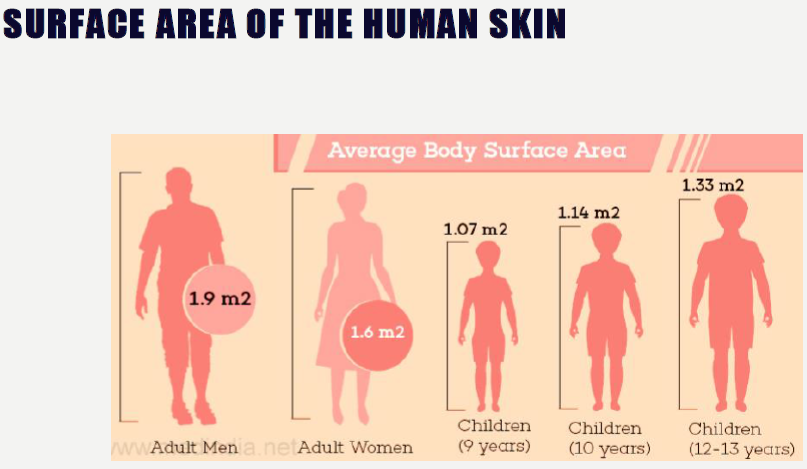 SURFACE AREA OF THE HUMAN SKIN
Average Body Surface Area
1.9 m2
1.6 m2
1.07 m2
1.14 m2
1.33 m2
Adult Men
Adult Women
Children
(9 years)
Children
(10 years)
Children
(12-13 years)